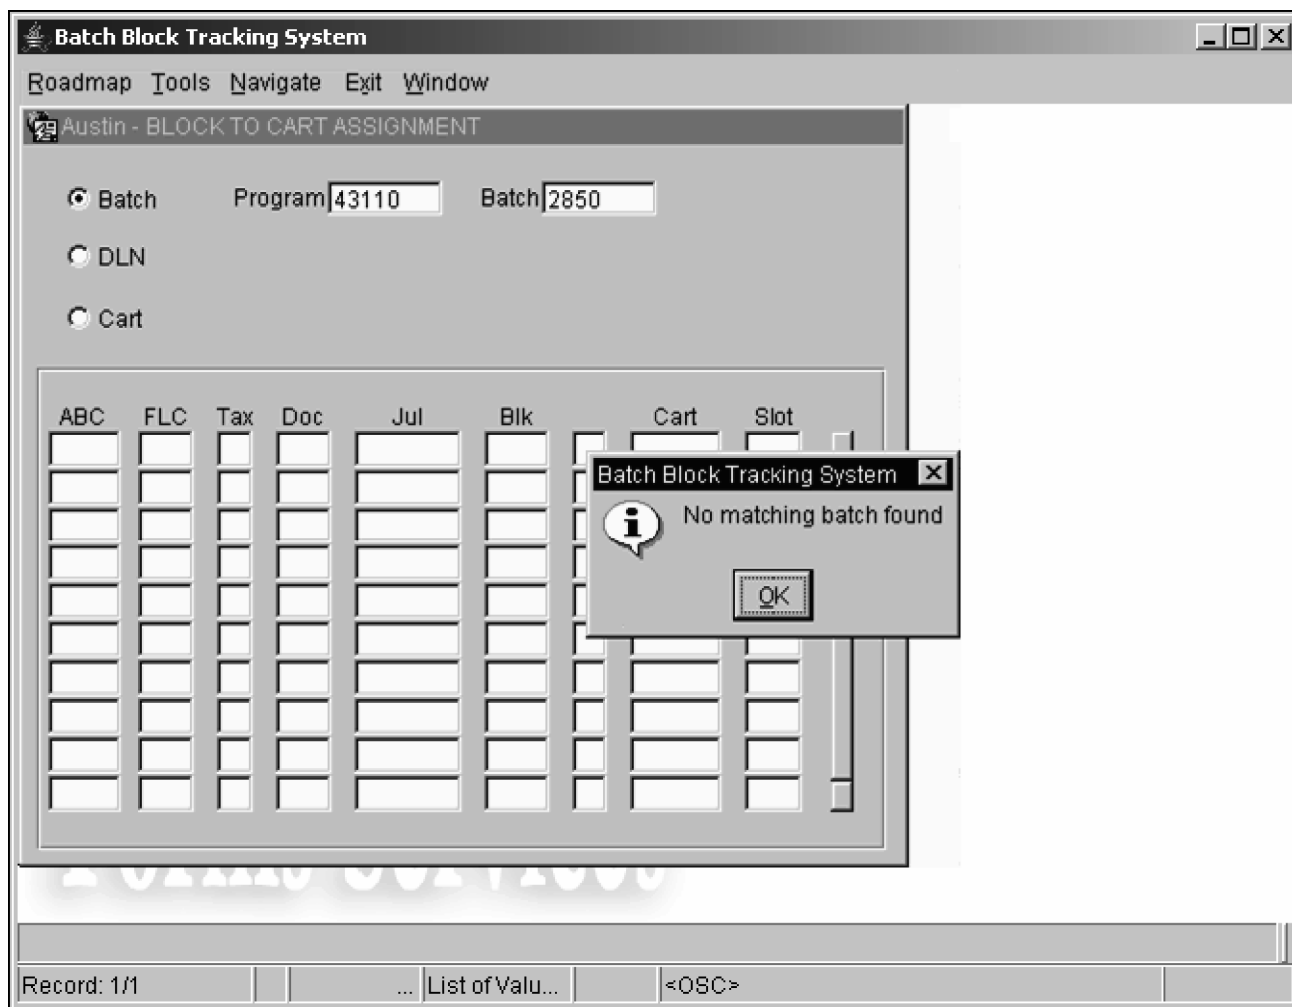 Batch Block Tracking System
Roadmap Tools Navigate Exit Window
Austin - BLOCK TO CART ASSIGNMENT
Batch Program 43110 Batch 2850
DLN
Cart
ABC FLC Tax Doc Jul Blk Cart Slot
Batch Block Tracking System
No matching batch found
OK
Forms Services
Record: 1/1 ... List of Valu... <OSC>